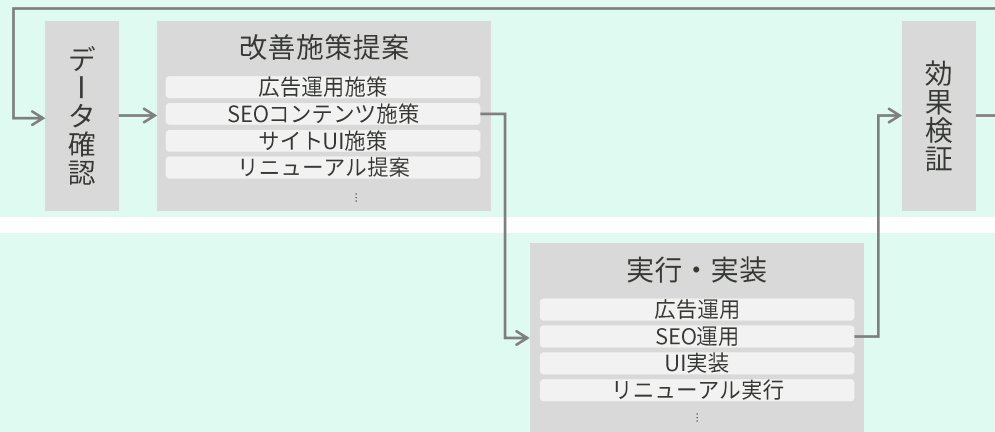 データ確認
改善施策提案
広告運用施策
SEOコンテンツ施策
サイトUI施策
リニューアル提案
⋮
実行・実装
広告運用
SEO運用
UI実装
リニューアル実行
⋮
効果検証